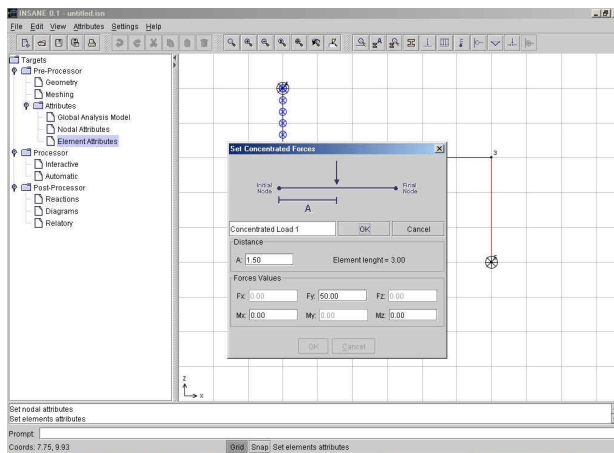 INSANE 0.1 - untitled.isn
File Edit View Attributes Settings Help
Targets
Pre-Processor
Geometry
Meshing
Attributes
Global Analysis Model
Nodal Attributes
Element Attributes
Processor
Interactive
Automatic
Post-Processor
Reactions
Diagrams
Relatory
3
Set Concentrated Forces
Initial Node
Final Node
A
Concentrated Load 1 OK Cancel
Distance
A: 1.50 Element lenght = 3.00
Forces Values
Fx: 0.00 Fy: 50.00 Fz: 0.00
Mx: 0.00 My: 0.00 Mz: 0.00
OK Cancel
z
x
Set nodal attributes
Set elements attributes
Prompt:
Coords: 7.75, 9.93 Grid Snap Set elements attributes